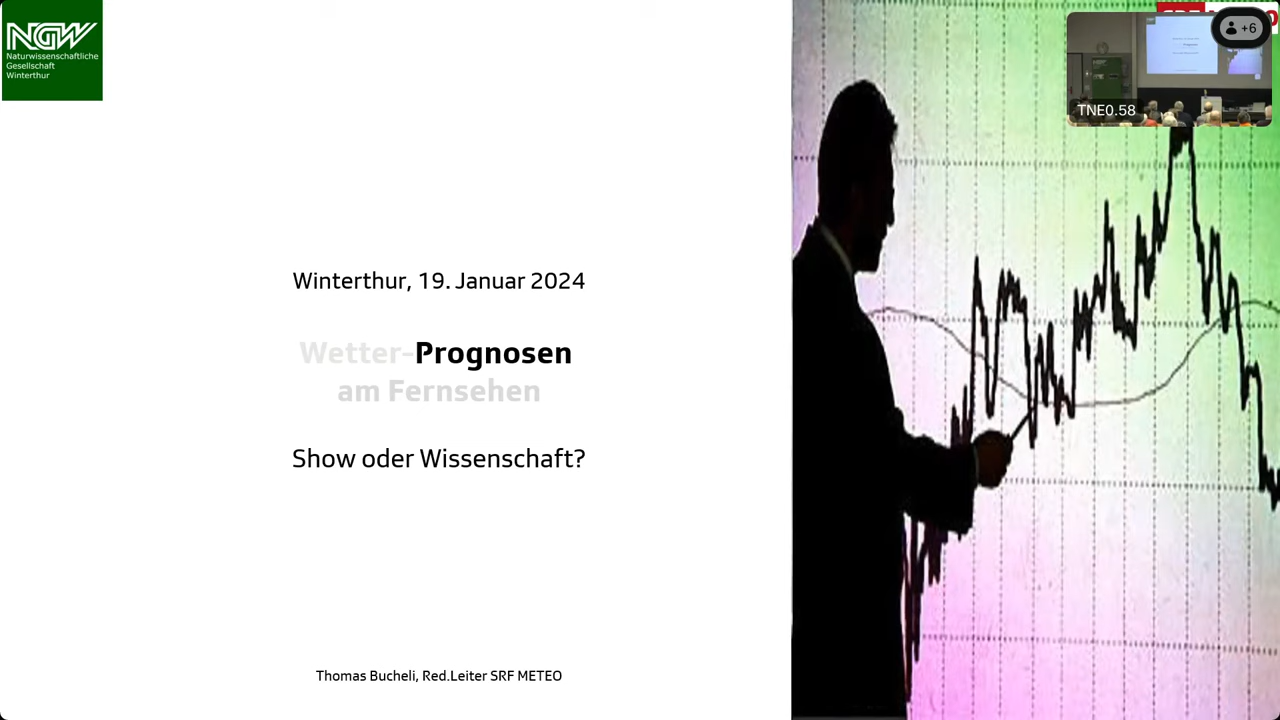 NGW
Naturwissenschaftliche
Gesellschaft
Winterthur
+6
TNE0.58
Winterthur, 19. Januar 2024
Wetter-Prognosen
am Fernsehen
Show oder Wissenschaft?
Thomas Bucheli, Red.Leiter SRF METEO